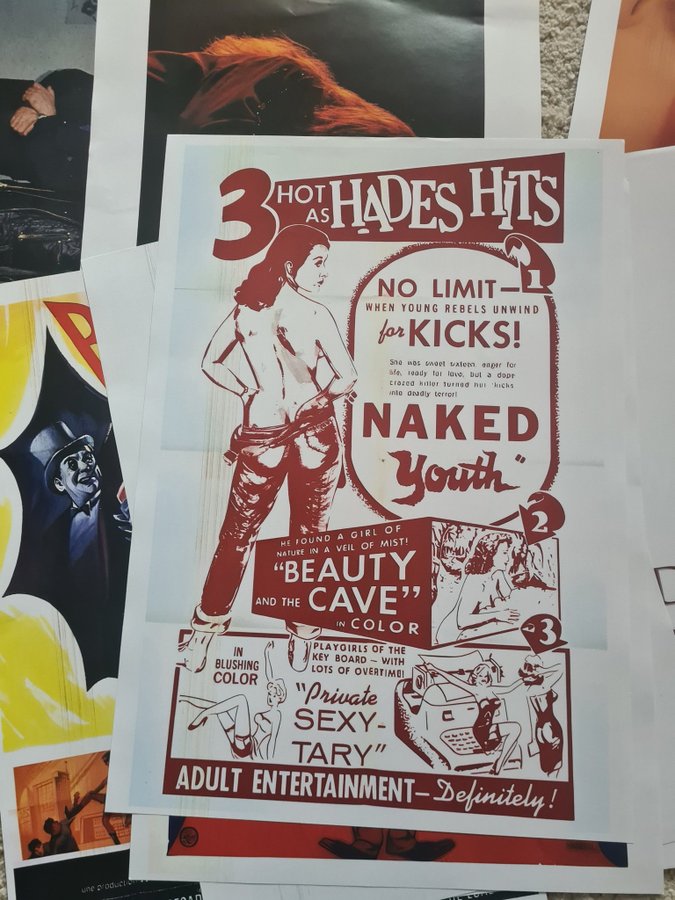 3 HOT AS HADES HITS
1
NO LIMIT—
WHEN YOUNG REBELS UNWIND
for KICKS!
She was sweet sixteen eager for
life, ready for love, but a dope
crazed killer turned her 'kicks
into deadly terror!
NAKED
Youth"
2
HE FOUND A GIRL OF
NATURE IN A VEIL OF MIST!
"BEAUTY
AND THE CAVE"
IN COLOR
3
IN
BLUSHING
COLOR
PLAYGIRLS OF THE
KEY BOARD — WITH
LOTS OF OVERTIME!
"Private
SEXY-
TARY"
ADULT ENTERTAINMENT—Definitely!
une production